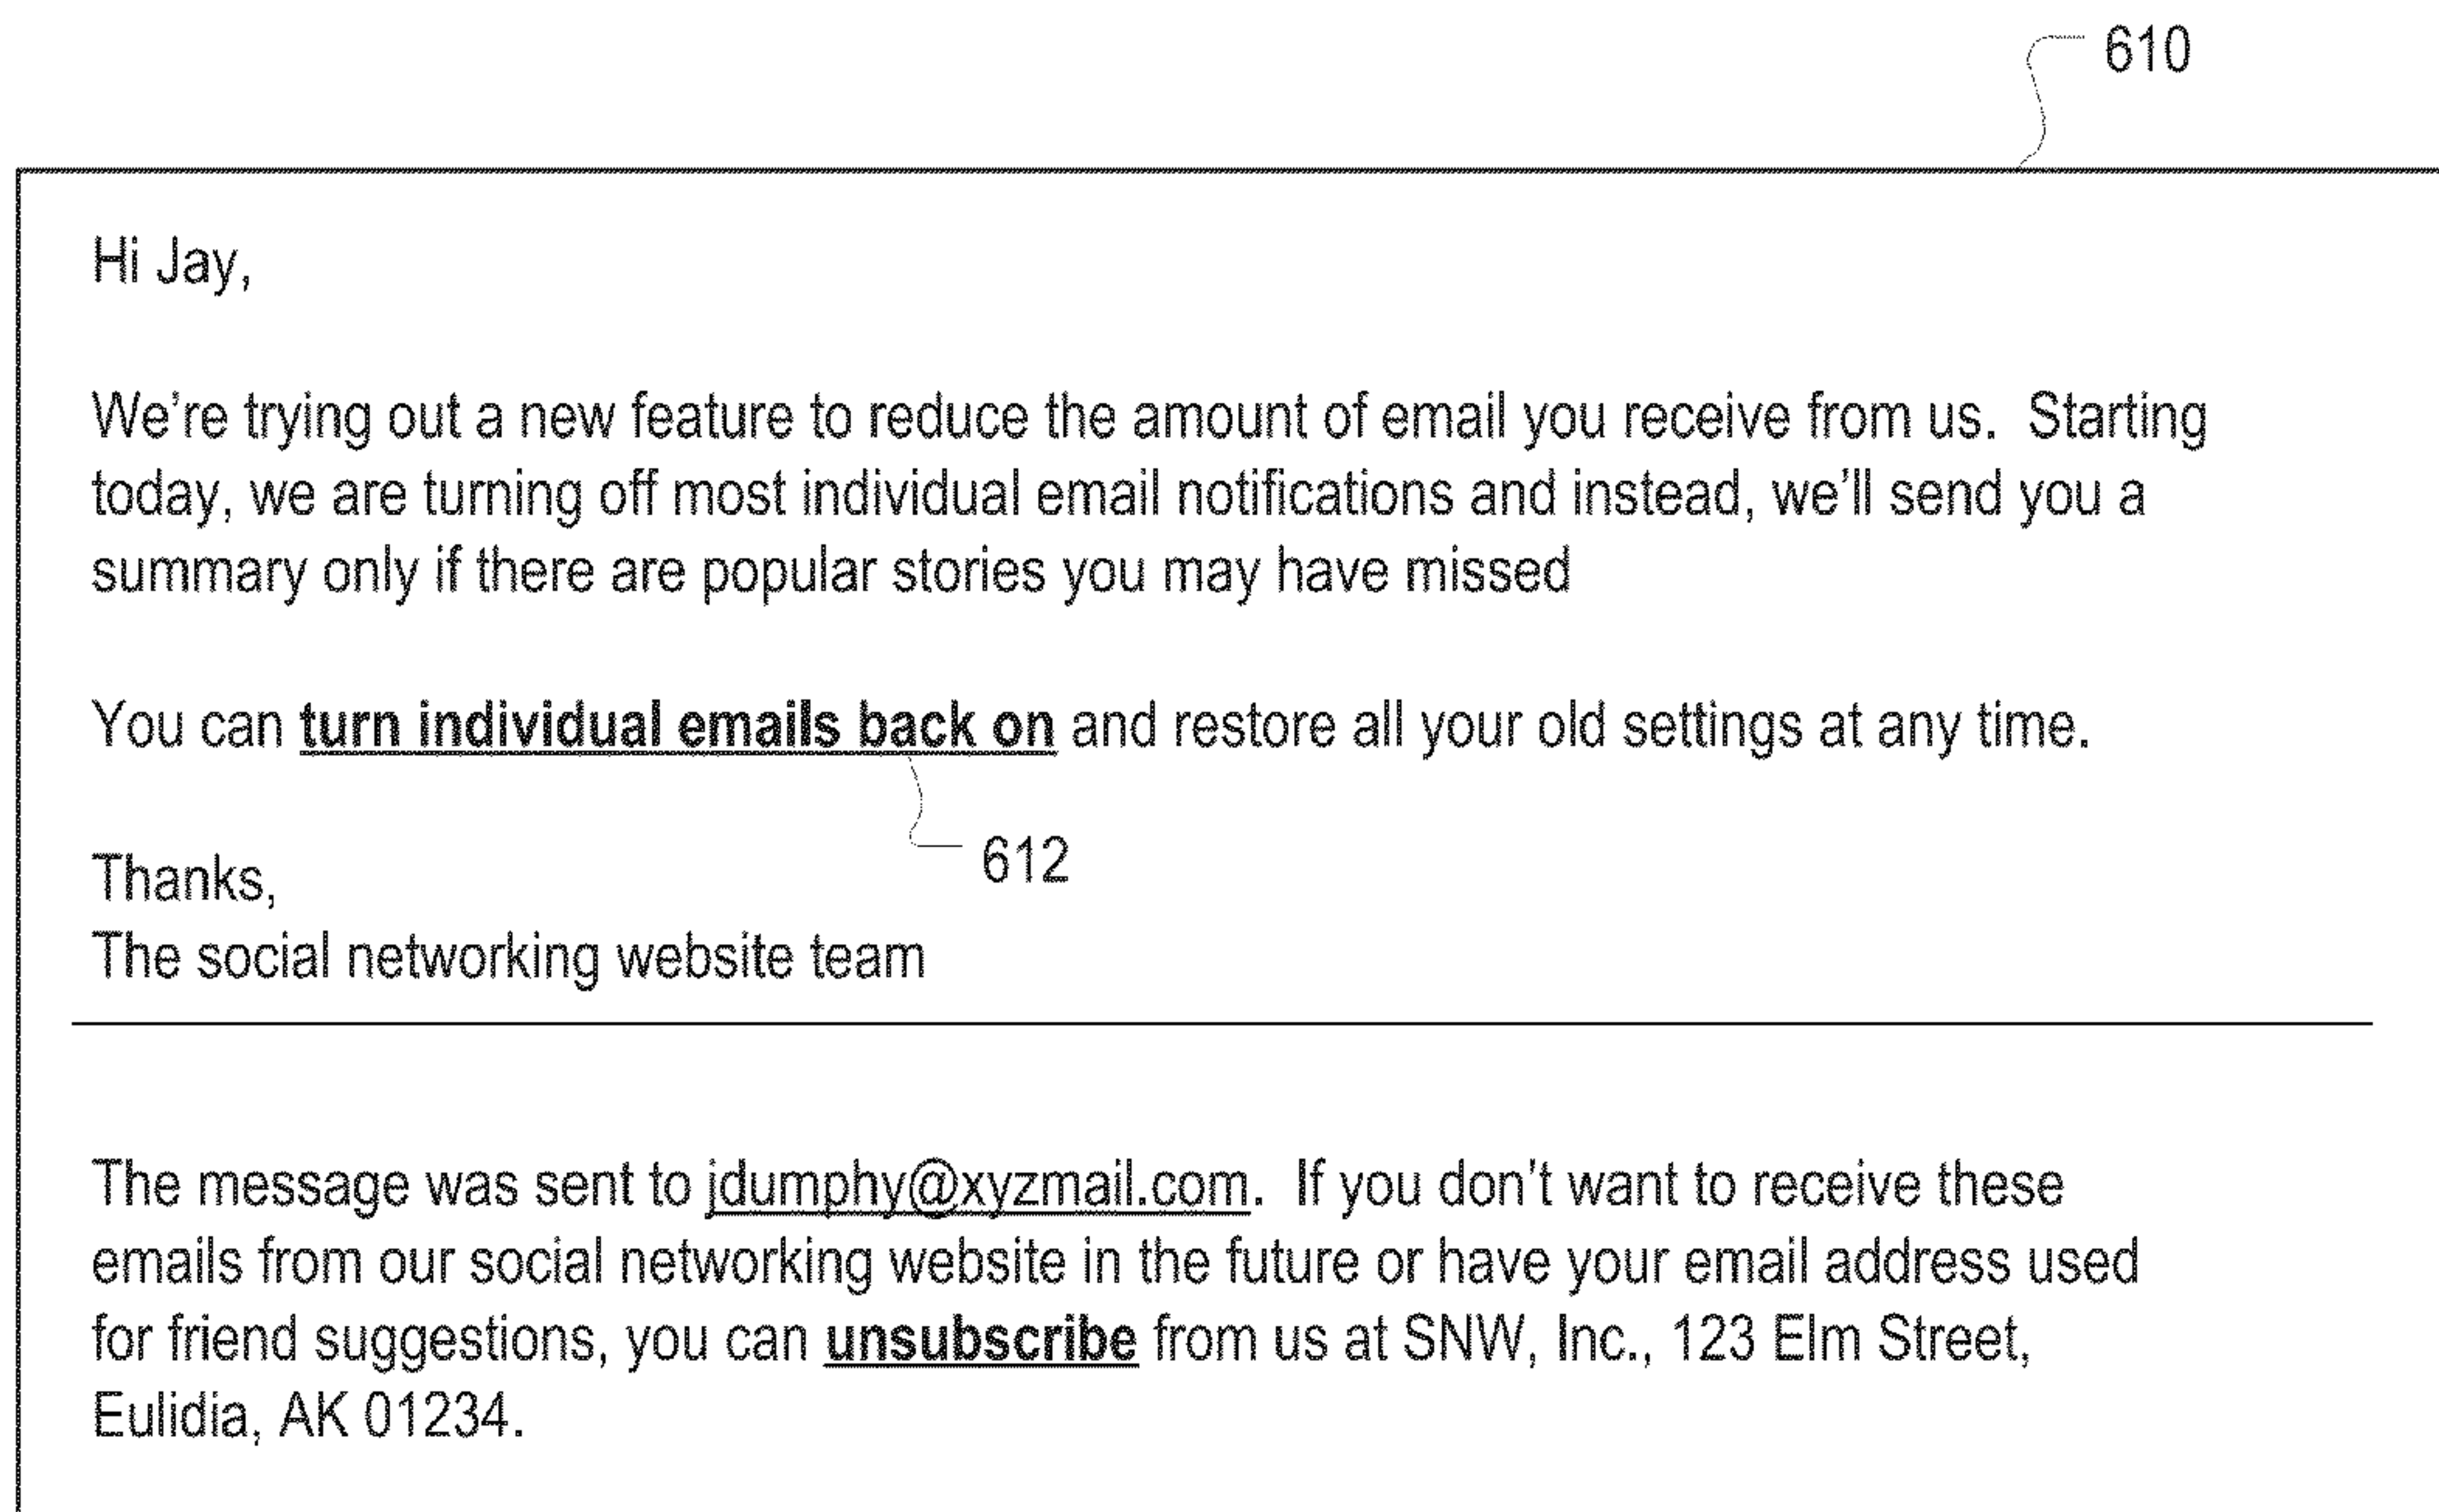 610
Hi Jay,
We're trying out a new feature to reduce the amount of email you receive from us.  Starting
today, we are turning off most individual email notifications and instead, we'll send you a
summary only if there are popular stories you may have missed
You can turn individual emails back on and restore all your old settings at any time.
612
Thanks,
The social networking website team
The message was sent to jdumphy@xyzmail.com.  If you don't want to receive these
emails from our social networking website in the future or have your email address used
for friend suggestions, you can unsubscribe from us at SNW, Inc., 123 Elm Street,
Eulidia, AK 01234.